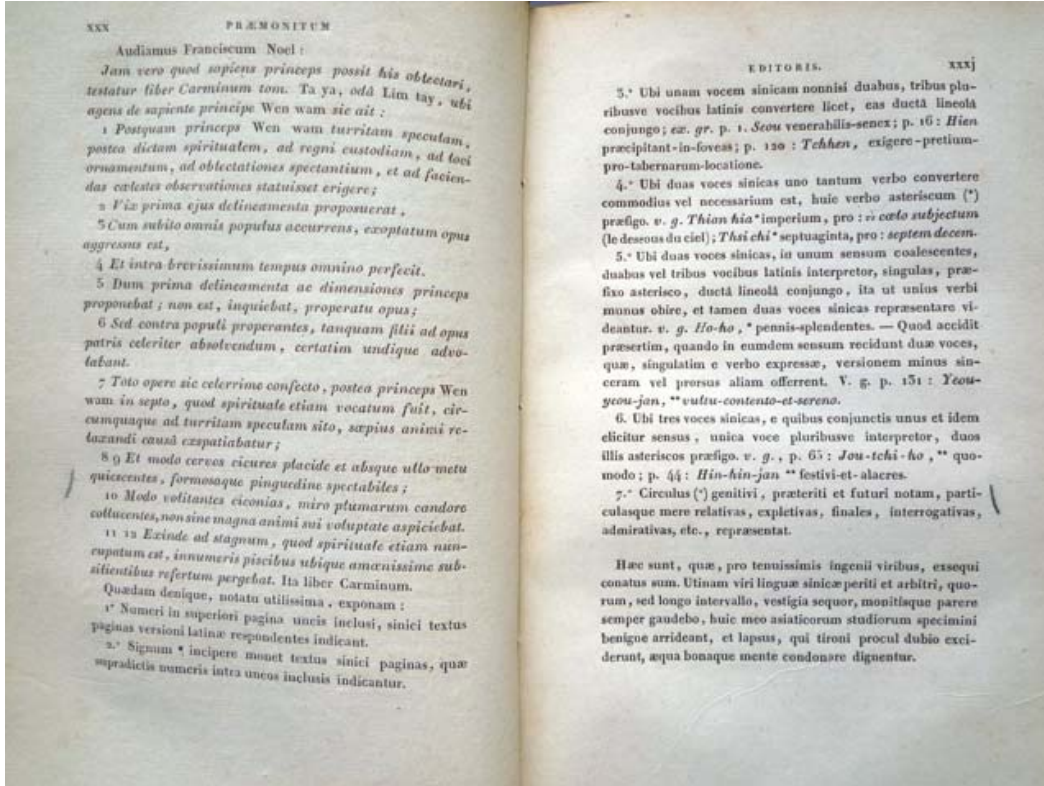 xxx PRÆMONITUM
Audiamus Franciscum Noel :
Jam vero quod sapiens princeps possit his oblectari,
testatur liber Carminum tom. Ta ya, odâ Lim tay, ubi
agens de sapiente principe Wen wam sic ait :
1 Postquam princeps Wen wam turritam speculam,
postea dictam spiritualem, ad regni custodiam, ad loci
ornamentum, ad oblectationes spectantium, et ad facien-
das cœlestes observationes statuisset erigere;
2 Vix prima ejus delineamenta proposuerat,
3 Cum subito omnis populus accurrens, exoptatum opus
aggressus est,
4 Et intra brevissimum tempus omnino perfecit.
5 Dum prima delineamenta ac dimensiones princeps
proponebat; non est, inquiebat, properatu opus;
6 Sed contra populi properantes, tanquam filii ad opus
patris celeriter absolvendum, certatim undique advo-
labant.
7 Toto opere sic celerrime confecto, postea princeps Wen
wam in septo, quod spirituale etiam vocatum fuit, cir-
cumquaque ad turritam speculam sito, sæpius animi re-
laxandi causâ exspatiabatur;
8 9 Et modo cervos cicures placide et absque ullo metu
quiescentes, formosaque pinguedine spectabiles;
10 Modo volitantes ciconias, miro plumarum candore
collucentes, non sine magna animi sui voluptate aspiciebat.
11 12 Exinde ad stagnum, quod spirituale etiam nun-
cupatum est, innumeris piscibus ubique amœnissime sub-
silientibus refertum pergebat. Ita liber Carminum.
Quædam denique, notatu utilissima, exponam :
1° Numeri in superiori pagina uncis inclusi, sinici textus
paginas versioni latinæ respondentes indicant.
2.° Signum ¶ incipere monet textus sinici paginas, quæ
supradictis numeris intra uncos inclusis indicantur.
EDITORIS. xxxj
3.° Ubi unam vocem sinicam nonnisi duabus, tribus plu-
ribusve vocibus latinis convertere licet, eas ductâ lineolâ
conjungo; ex. gr. p. 1. Seou venerabilis-senex; p. 16 : Hien
præcipitant-in-foveas; p. 120 : Tchhen, exigere-pretium-
pro-tabernarum-locatione.
4.° Ubi duas voces sinicas uno tantum verbo convertere
commodius vel necessarium est, huic verbo asteriscum (*)
præfigo. v. g. Thian hia * imperium, pro : cœlo subjectum
(le dessous du ciel); Thsi chi * septuaginta, pro : septem decem.
5.° Ubi duas voces sinicas, in unum sensum coalescentes,
duabus vel tribus vocibus latinis interpretor, singulas, præ-
fixo asterisco, ductâ lineolâ conjungo, ita ut unius verbi
munus obire, et tamen duas voces sinicas repræsentare vi-
deantur. v. g. Ho-ho, * pennis-splendentes. — Quod accidit
præsertim, quando in eumdem sensum recidunt duæ voces,
quæ, singulatim e verbo expressæ, versionem minus sin-
ceram vel prorsus aliam offerrent. V. g. p. 131 : Yeou-
yeou-jan, ** vultu-contento-et-sereno.
6. Ubi tres voces sinicas, e quibus conjunctis unus et idem
elicitur sensus, unica voce pluribusve interpretor, duos
illis asteriscos præfigo. v. g., p. 63 : Jou-tchi-ho, ** quo-
modo; p. 44 : Hin-hin-jan ** festivi-et-alacres.
7.° Circulus (°) genitivi, præteriti et futuri notam, parti-
culasque mere relativas, expletivas, finales, interrogativas,
admirativas, etc., repræsentat.
Hæc sunt, quæ, pro tenuissimis ingenii viribus, exsequi
conatus sum. Utinam viri linguæ sinicæ periti et arbitri, quo-
rum, sed longo intervallo, vestigia sequor, monitisque parere
semper gaudebo, huic meo asiaticorum studiorum specimini
benigne arrideant, et lapsus, qui tironi procul dubio exci-
derunt, æqua bonaque mente condonare dignentur.